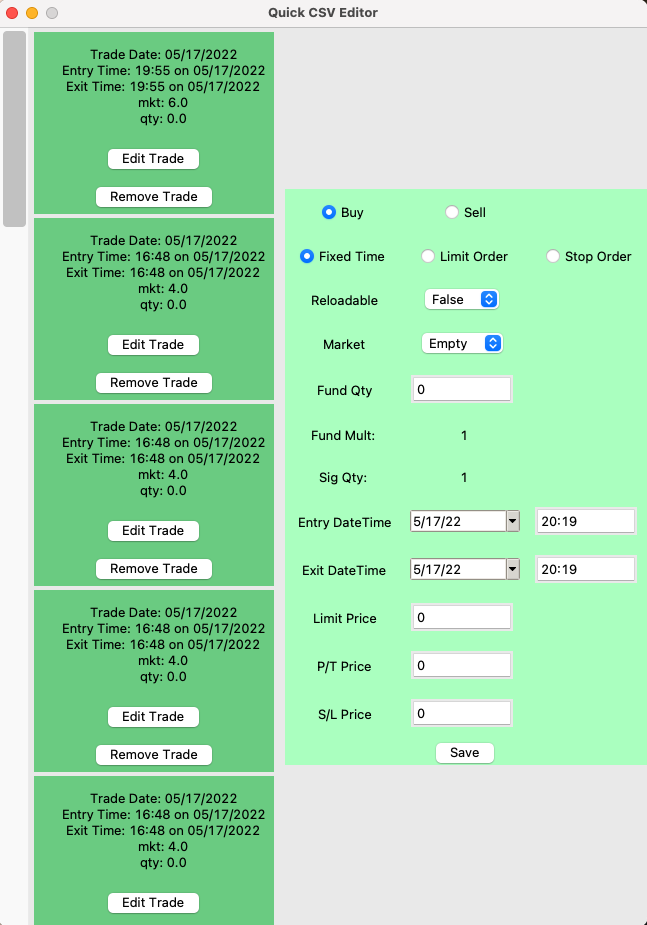 Quick CSV Editor
Trade Date: 05/17/2022
Entry Time: 19:55 on 05/17/2022
Exit Time: 19:55 on 05/17/2022
mkt: 6.0
qty: 0.0
Edit Trade
Remove Trade
Trade Date: 05/17/2022
Entry Time: 16:48 on 05/17/2022
Exit Time: 16:48 on 05/17/2022
mkt: 4.0
qty: 0.0
Edit Trade
Remove Trade
Trade Date: 05/17/2022
Entry Time: 16:48 on 05/17/2022
Exit Time: 16:48 on 05/17/2022
mkt: 4.0
qty: 0.0
Edit Trade
Remove Trade
Trade Date: 05/17/2022
Entry Time: 16:48 on 05/17/2022
Exit Time: 16:48 on 05/17/2022
mkt: 4.0
qty: 0.0
Edit Trade
Remove Trade
Trade Date: 05/17/2022
Entry Time: 16:48 on 05/17/2022
Exit Time: 16:48 on 05/17/2022
mkt: 4.0
qty: 0.0
Edit Trade
Buy Sell
Fixed Time Limit Order Stop Order
Reloadable False
Market Empty
Fund Qty 0
Fund Mult: 1
Sig Qty: 1
Entry DateTime 5/17/22 20:19
Exit DateTime 5/17/22 20:19
Limit Price 0
P/T Price 0
S/L Price 0
Save